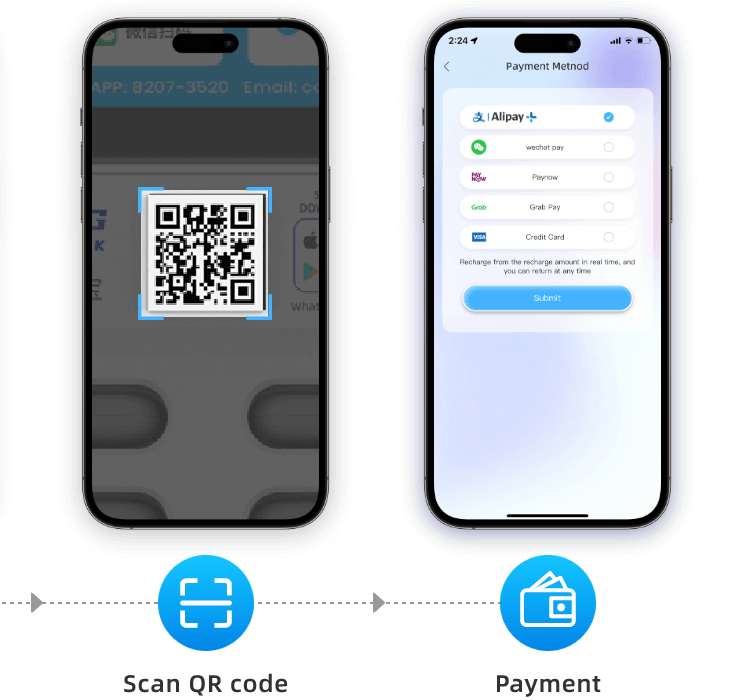 微信扫码
APP: 8207-3520 Email: co
DO
K
What
Scan QR code
2:24
Payment Metnod
支 Alipay+
wechat pay
PAY NOW
Paynow
Grab
Grab Pay
VISA
Credit Card
Recharge from the recharge amount in real time, and
you can return at any time
Submit
Payment